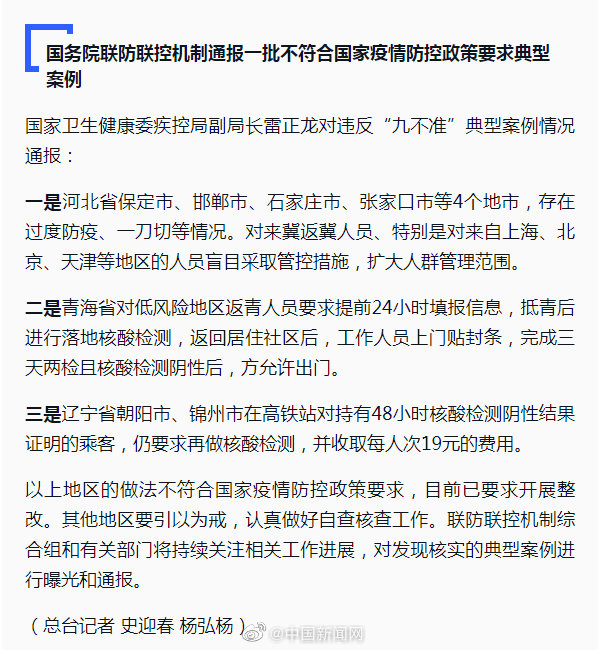 国务院联防联控机制通报一批不符合国家疫情防控政策要求典型
案例
国家卫生健康委疾控局副局长雷正龙对违反“九不准”典型案例情况
通报：
一是河北省保定市、邯郸市、石家庄市、张家口市等4个地市，存在
过度防疫、一刀切等情况。对来冀返冀人员、特别是对来自上海、北
京、天津等地区的人员盲目采取管控措施，扩大人群管理范围。
二是青海省对低风险地区返青人员要求提前24小时填报信息，抵青后
进行落地核酸检测，返回居住社区后，工作人员上门贴封条，完成三
天两检且核酸检测阴性后，方允许出门。
三是辽宁省朝阳市、锦州市在高铁站对持有48小时核酸检测阴性结果
证明的乘客，仍要求再做核酸检测，并收取每人次19元的费用。
以上地区的做法不符合国家疫情防控政策要求，目前已要求开展整
改。其他地区要引以为戒，认真做好自查核查工作。联防联控机制综
合组和有关部门将持续关注相关工作进展，对发现核实的典型案例进
行曝光和通报。
（总台记者 史迎春 杨弘杨）
@中国新闻网